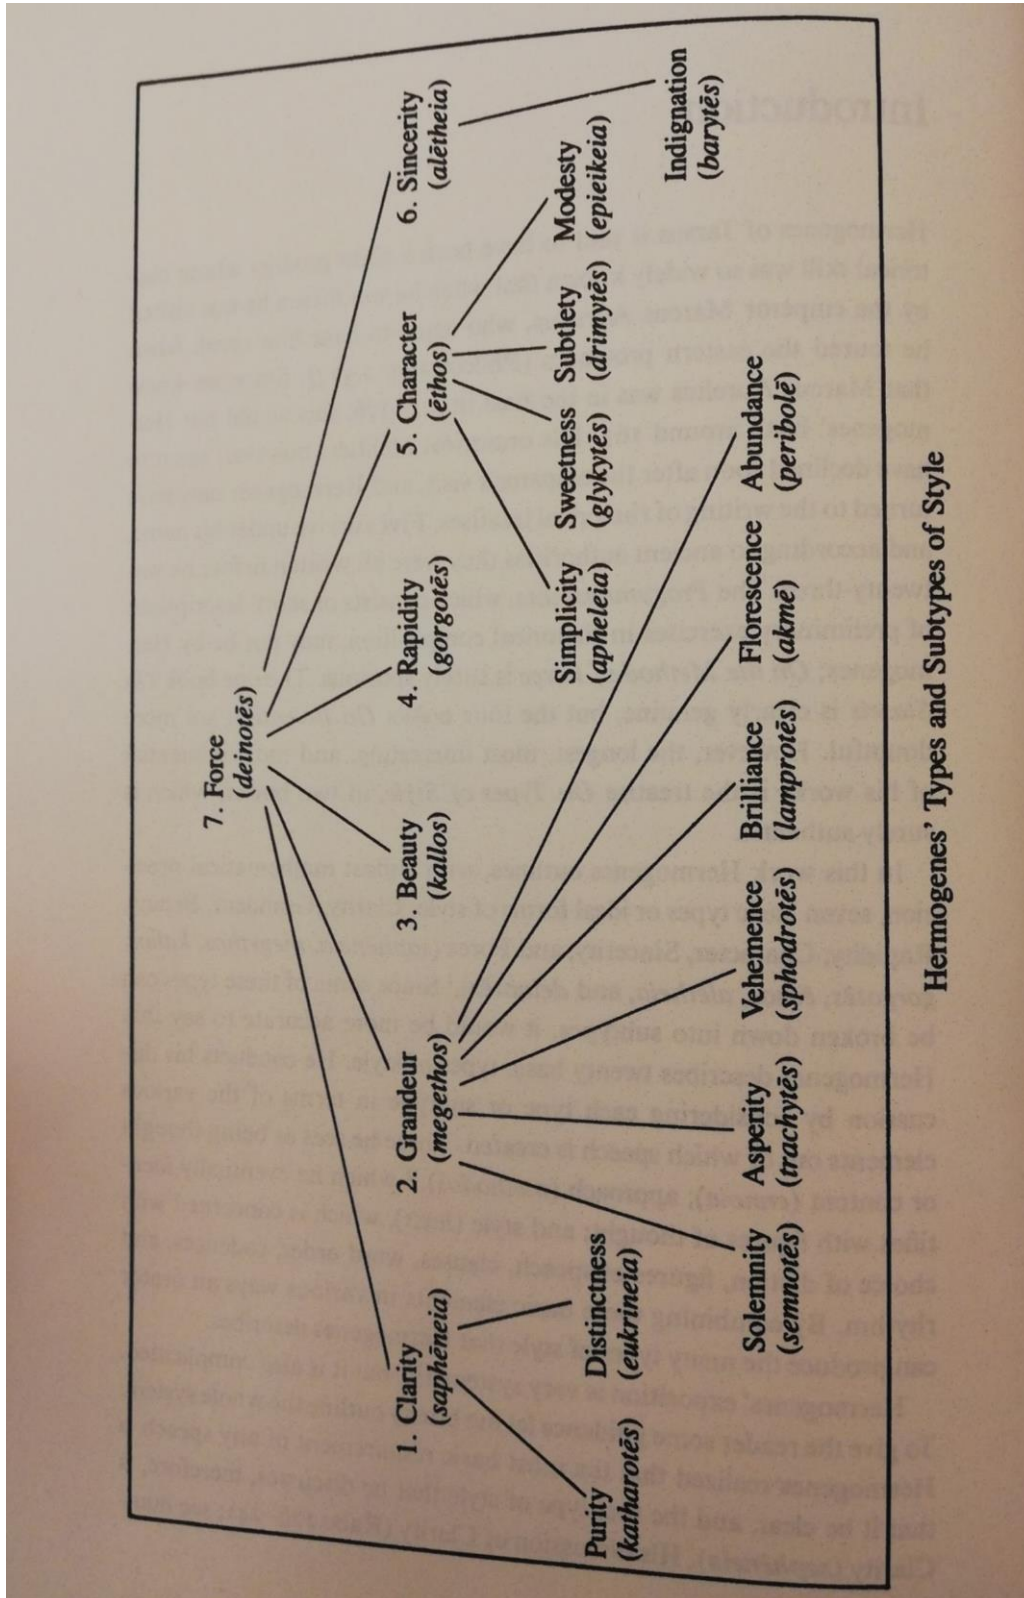 7. Force
(deinotēs)
1. Clarity
(saphēneia)
2. Grandeur
(megethos)
3. Beauty
(kallos)
4. Rapidity
(gorgotēs)
5. Character
(ēthos)
6. Sincerity
(alētheia)
Purity
(katharotēs)
Distinctness
(eukrineia)
Simplicity
(apheleia)
Sweetness
(glykytēs)
Subtlety
(drimytēs)
Modesty
(epieikeia)
Indignation
(barytēs)
Solemnity
(semnotēs)
Asperity
(trachytēs)
Vehemence
(sphodrotēs)
Brilliance
(lamprotēs)
Florescence
(akmē)
Abundance
(peribolē)
Hermogenes' Types and Subtypes of Style